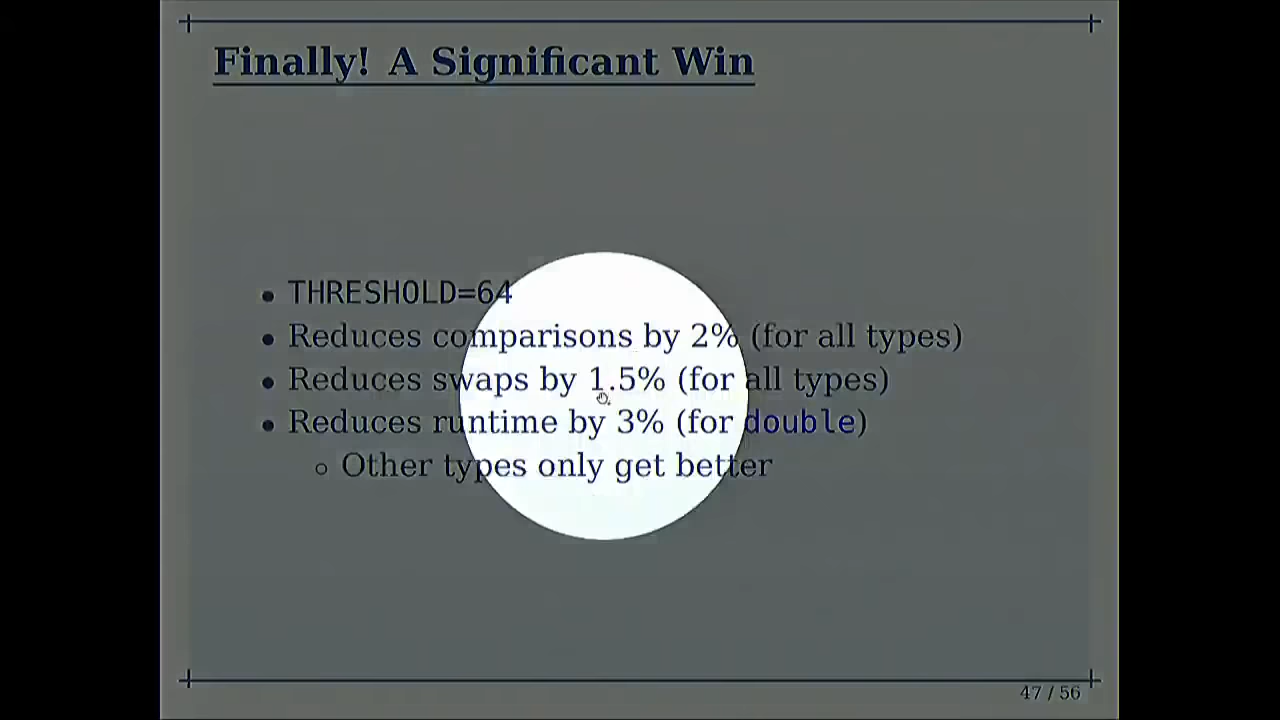 Finally! A Significant Win
• THRESHOLD=64
• Reduces comparisons by 2% (for all types)
• Reduces swaps by 1.5% (for all types)
• Reduces runtime by 3% (for double)
○ Other types only get better
47 / 56